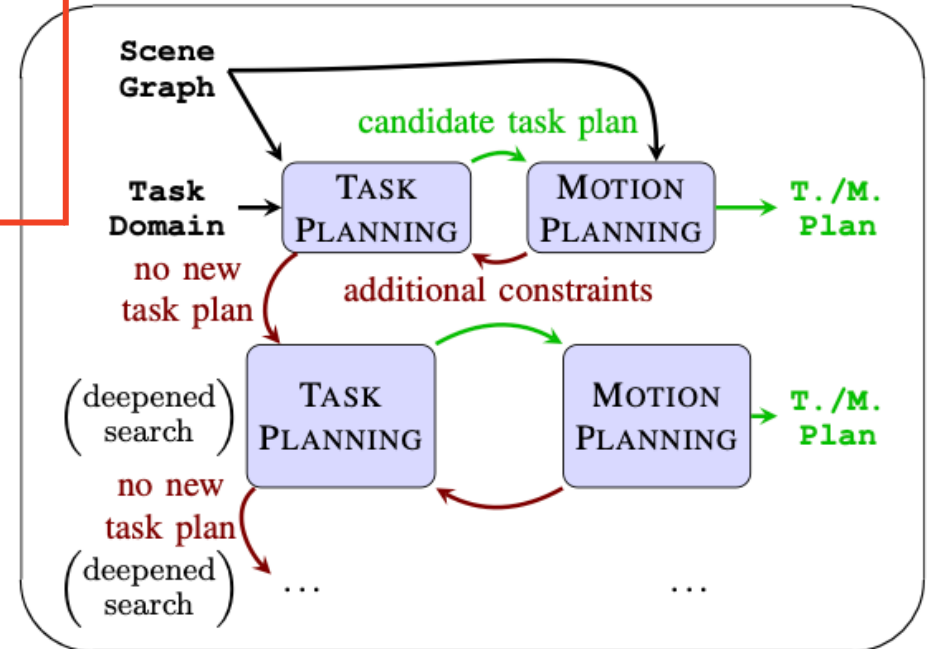 Scene
Graph
candidate task plan
Task
Domain
TASK
PLANNING
MOTION
PLANNING
T./M.
Plan
no new
task plan
additional constraints
(deepened
search)
TASK
PLANNING
MOTION
PLANNING
T./M.
Plan
no new
task plan
(deepened
search)
...
...